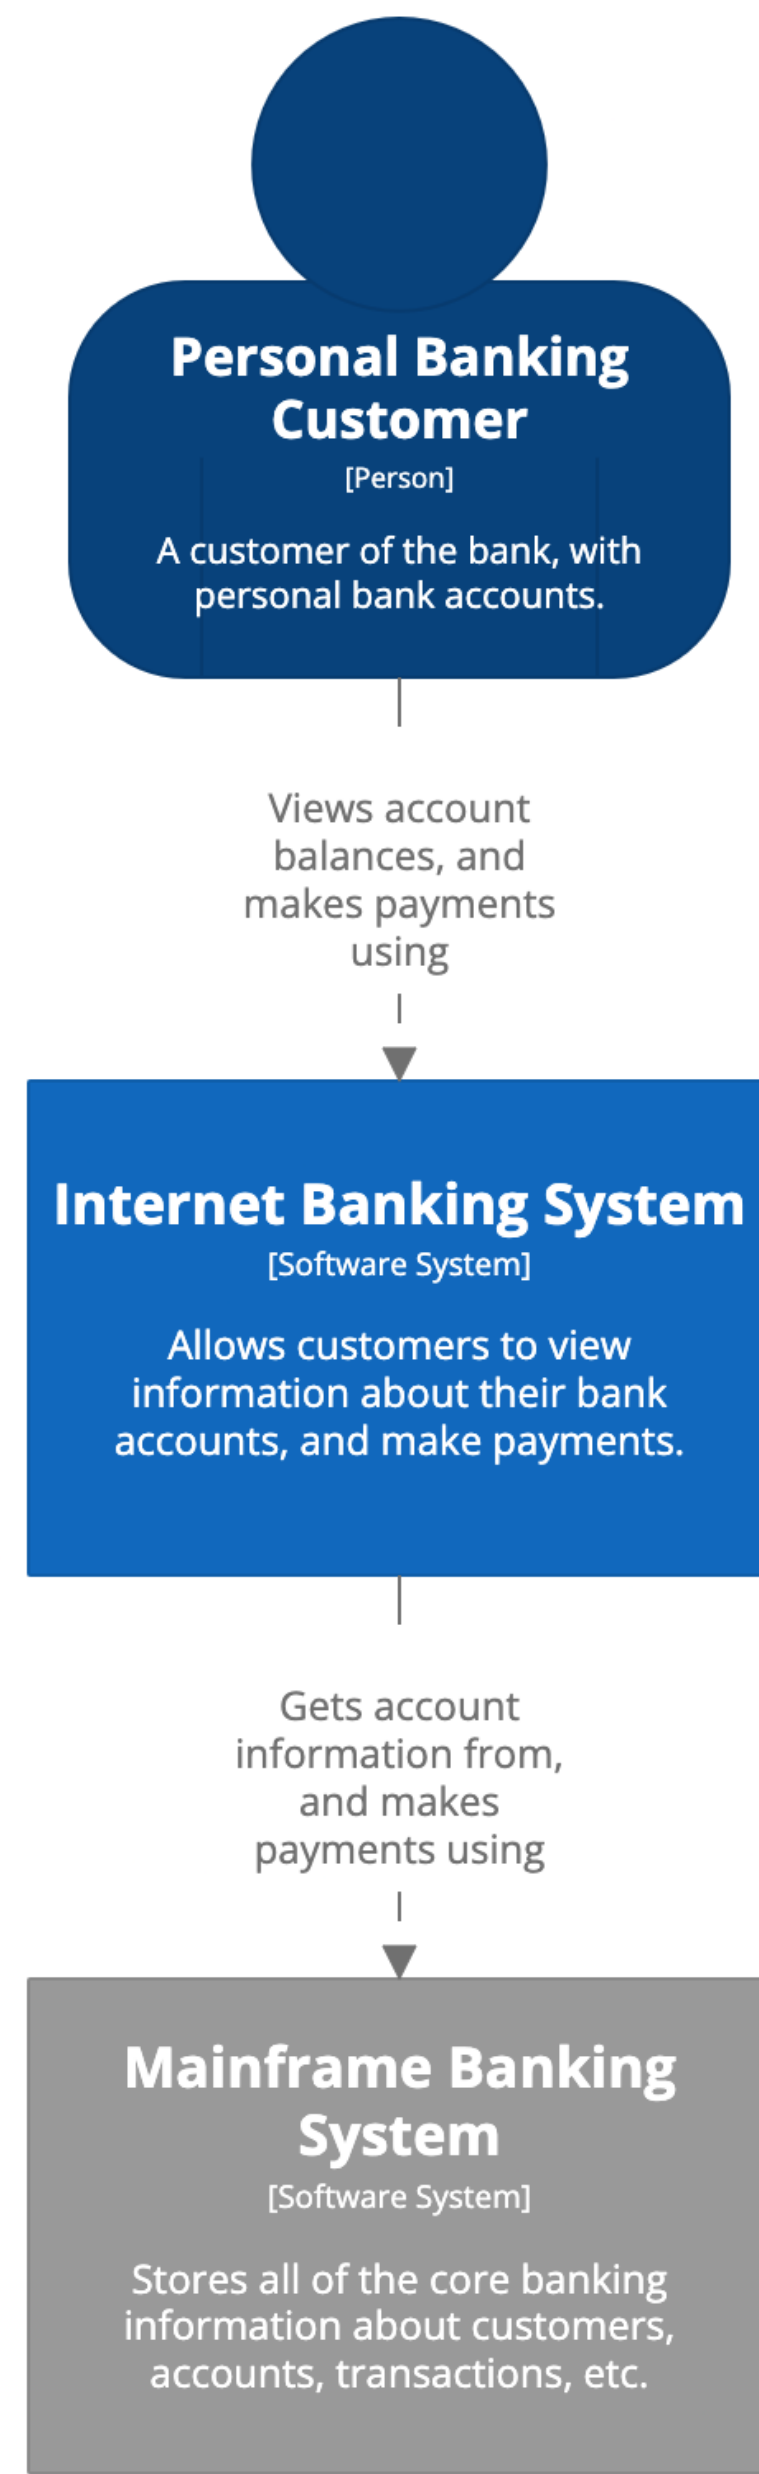 Personal Banking
Customer
[Person]
A customer of the bank, with
personal bank accounts.
Views account
balances, and
makes payments
using
Internet Banking System
[Software System]
Allows customers to view
information about their bank
accounts, and make payments.
Gets account
information from,
and makes
payments using
Mainframe Banking
System
[Software System]
Stores all of the core banking
information about customers,
accounts, transactions, etc.